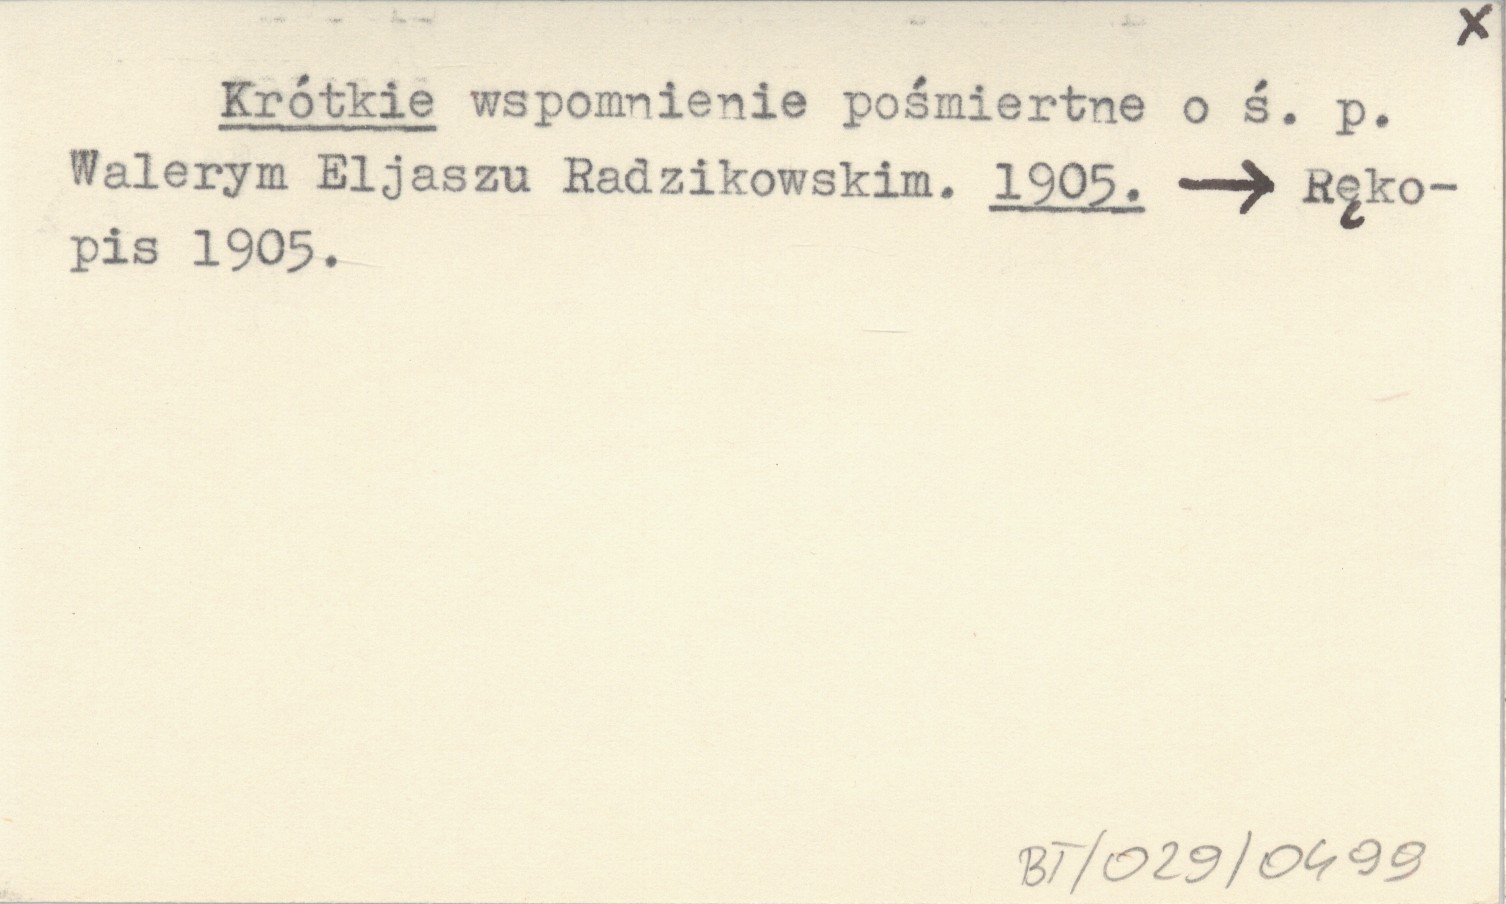 x
Krótkie wspomnienie pośmiertne o ś. p.
Walerym Eljaszu Radzikowskim. 1905. → Ręko-
pis 1905.
BT/029/0499